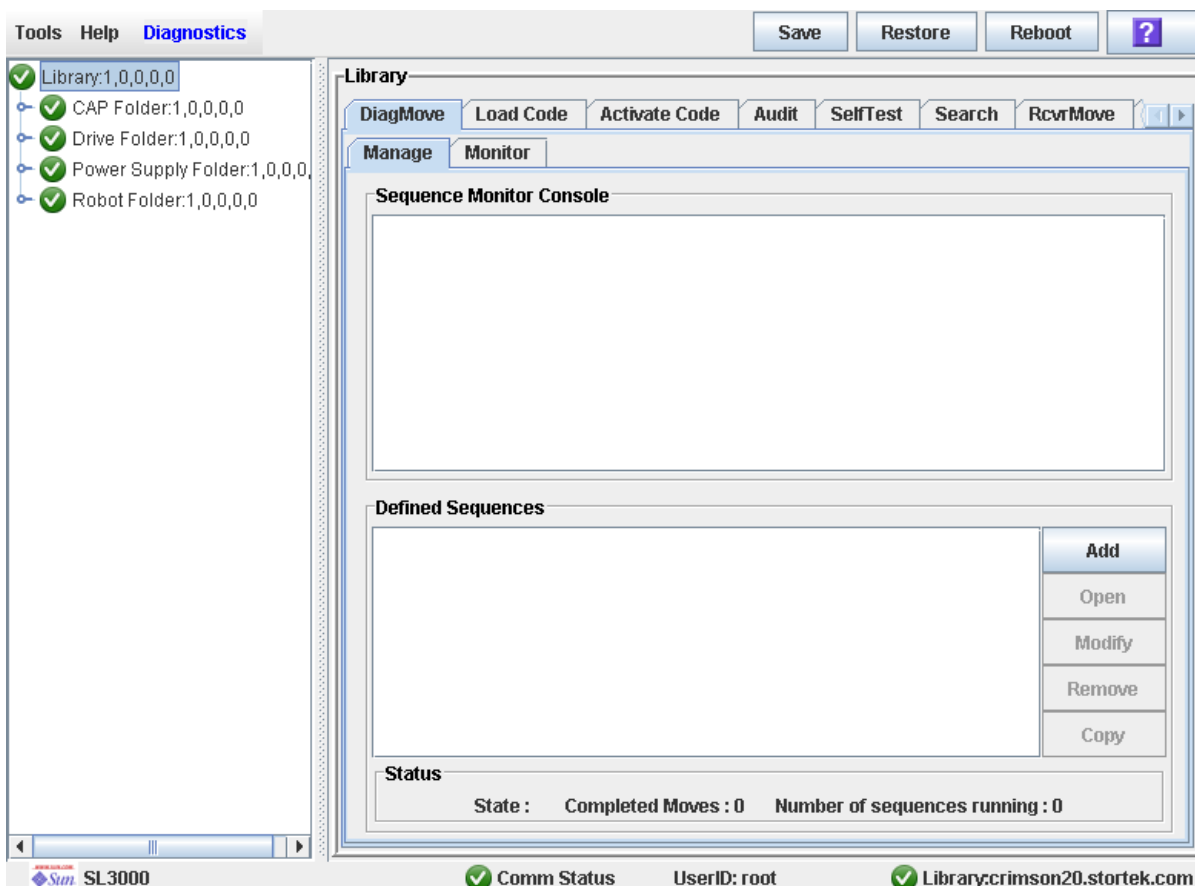 Tools Help Diagnostics Save Restore Reboot ?
Library:1,0,0,0,0
CAP Folder:1,0,0,0,0
Drive Folder:1,0,0,0,0
Power Supply Folder:1,0,0,0,
Robot Folder:1,0,0,0,0
Library
DiagMove Load Code Activate Code Audit SelfTest Search RcvrMove
Manage Monitor
Sequence Monitor Console
Defined Sequences
Add
Open
Modify
Remove
Copy
Status
State : Completed Moves : 0 Number of sequences running : 0
Sun SL3000 Comm Status UserID: root Library:crimson20.stortek.com